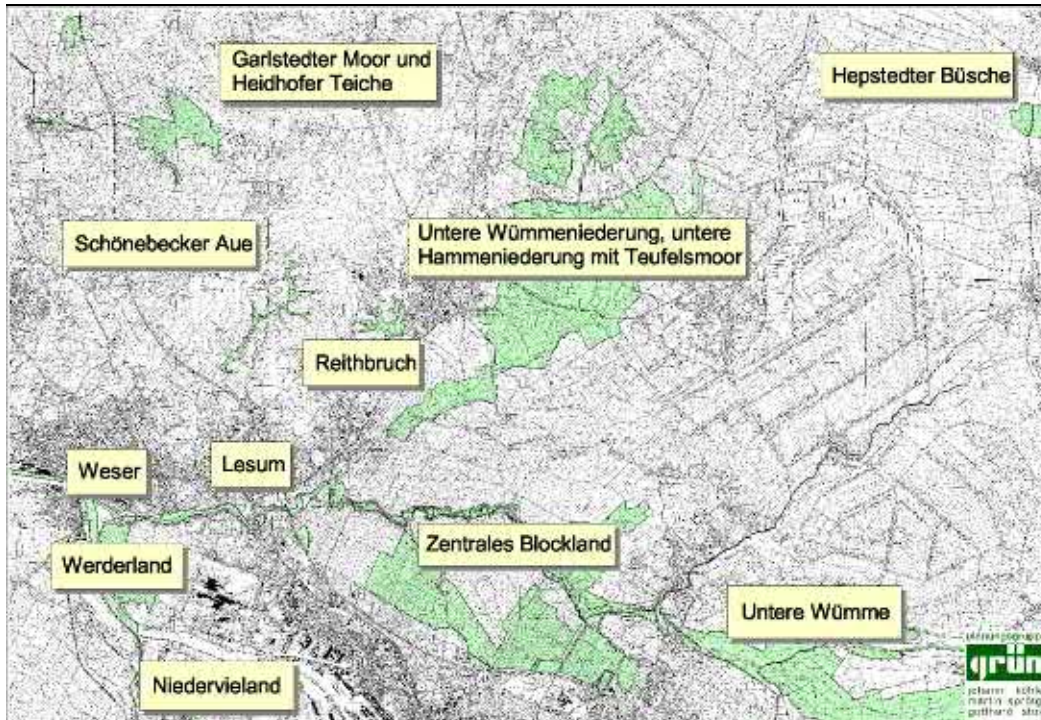 Garlstedter Moor und
Heidhofer Teiche
Hepstedter Büsche
Schönebecker Aue
Untere Wümmeniederung, untere
Hammeniederung mit Teufelsmoor
Reithbruch
Weser
Lesum
Zentrales Blockland
Werderland
Untere Wümme
Niedervieland
grün